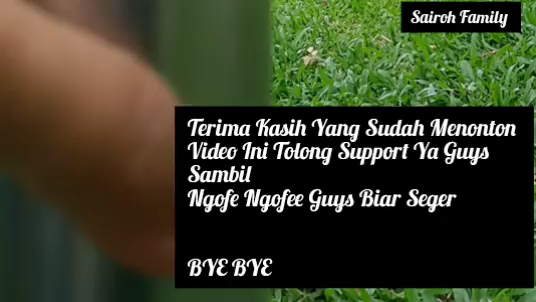 Sairoh Family
Terima Kasih Yang Sudah Menonton
Video Ini Tolong Support Ya Guys
Sambil
Ngofe Ngofee Guys Biar Seger
BYE BYE